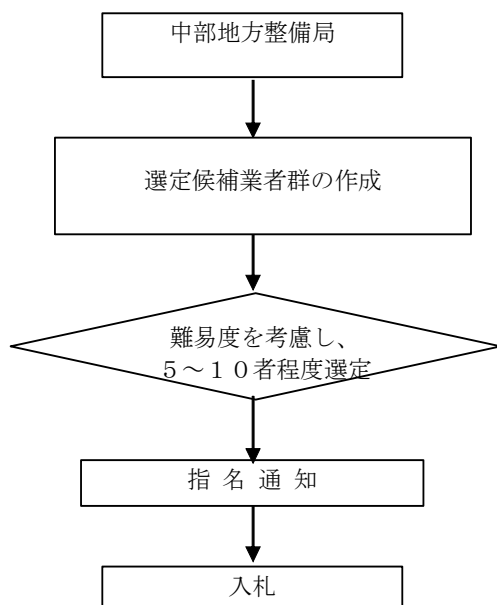 中部地方整備局
選定候補業者群の作成
難易度を考慮し、
５～１０者程度選定
指 名 通 知
入札